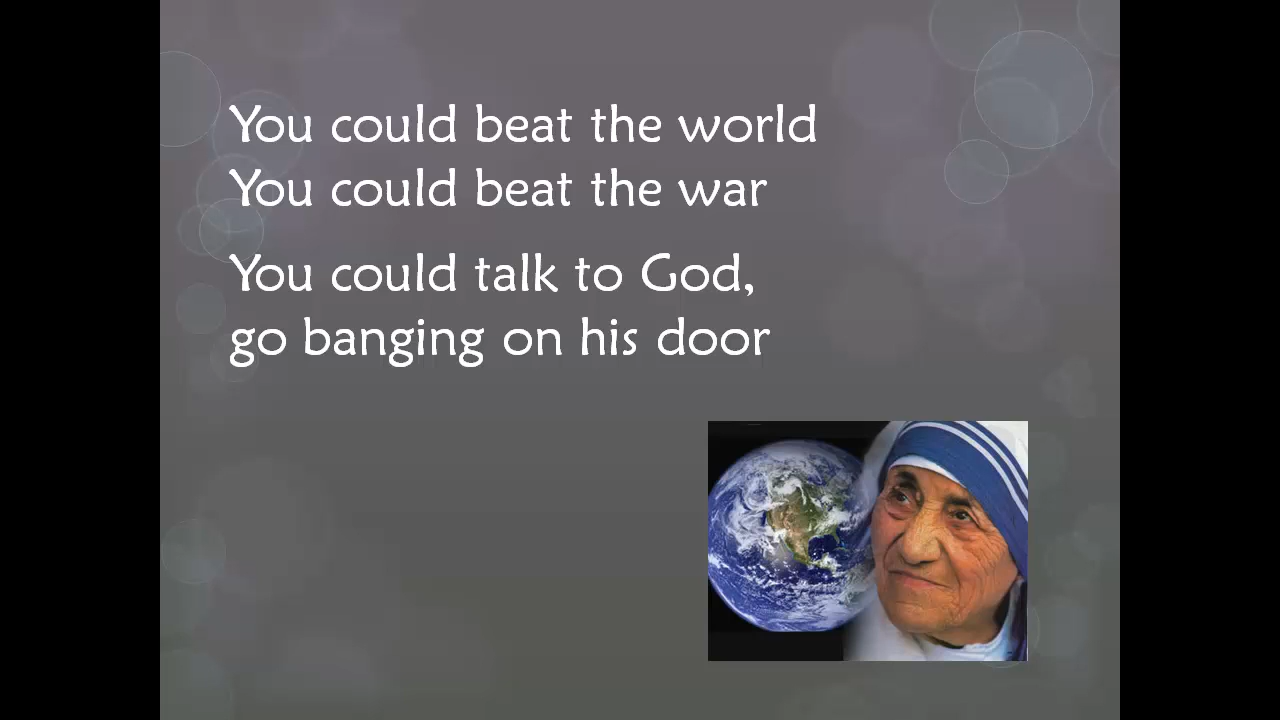 You could beat the world
You could beat the war
You could talk to God,
go banging on his door